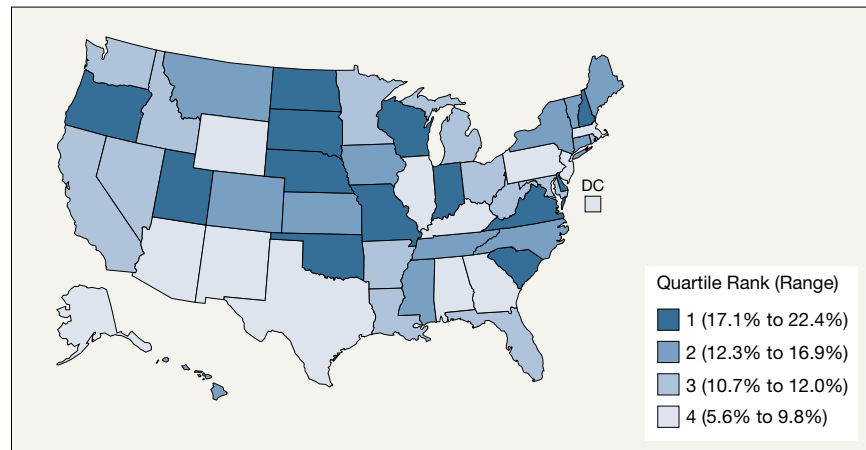 DC
Quartile Rank (Range)
1 (17.1% to 22.4%)
2 (12.3% to 16.9%)
3 (10.7% to 12.0%)
4 (5.6% to 9.8%)